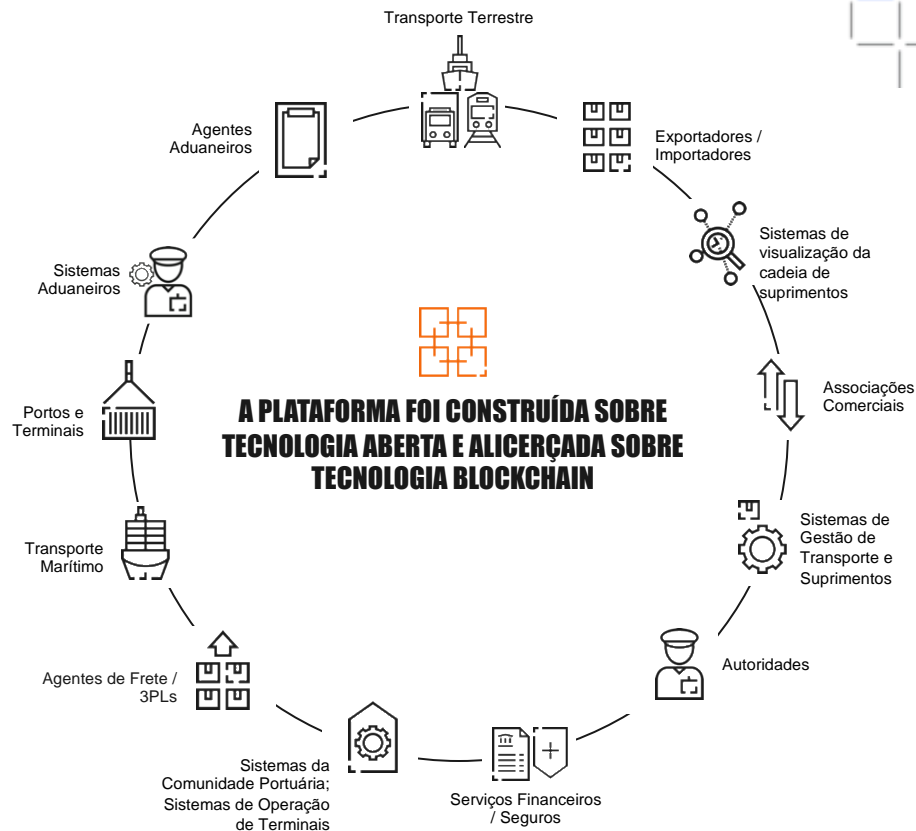 Transporte Terrestre
Agentes
Aduaneiros
Exportadores /
Importadores
Sistemas de
visualização da
cadeia de
suprimentos
Sistemas
Aduaneiros
A PLATAFORMA FOI CONSTRUÍDA SOBRE
TECNOLOGIA ABERTA E ALICERÇADA SOBRE
TECNOLOGIA BLOCKCHAIN
Associações
Comerciais
Portos e
Terminais
Sistemas de
Gestão de
Transporte e
Suprimentos
Transporte
Marítimo
Autoridades
Agentes de Frete /
3PLs
Sistemas da
Comunidade Portuária;
Sistemas de Operação
de Terminais
Serviços Financeiros
/ Seguros